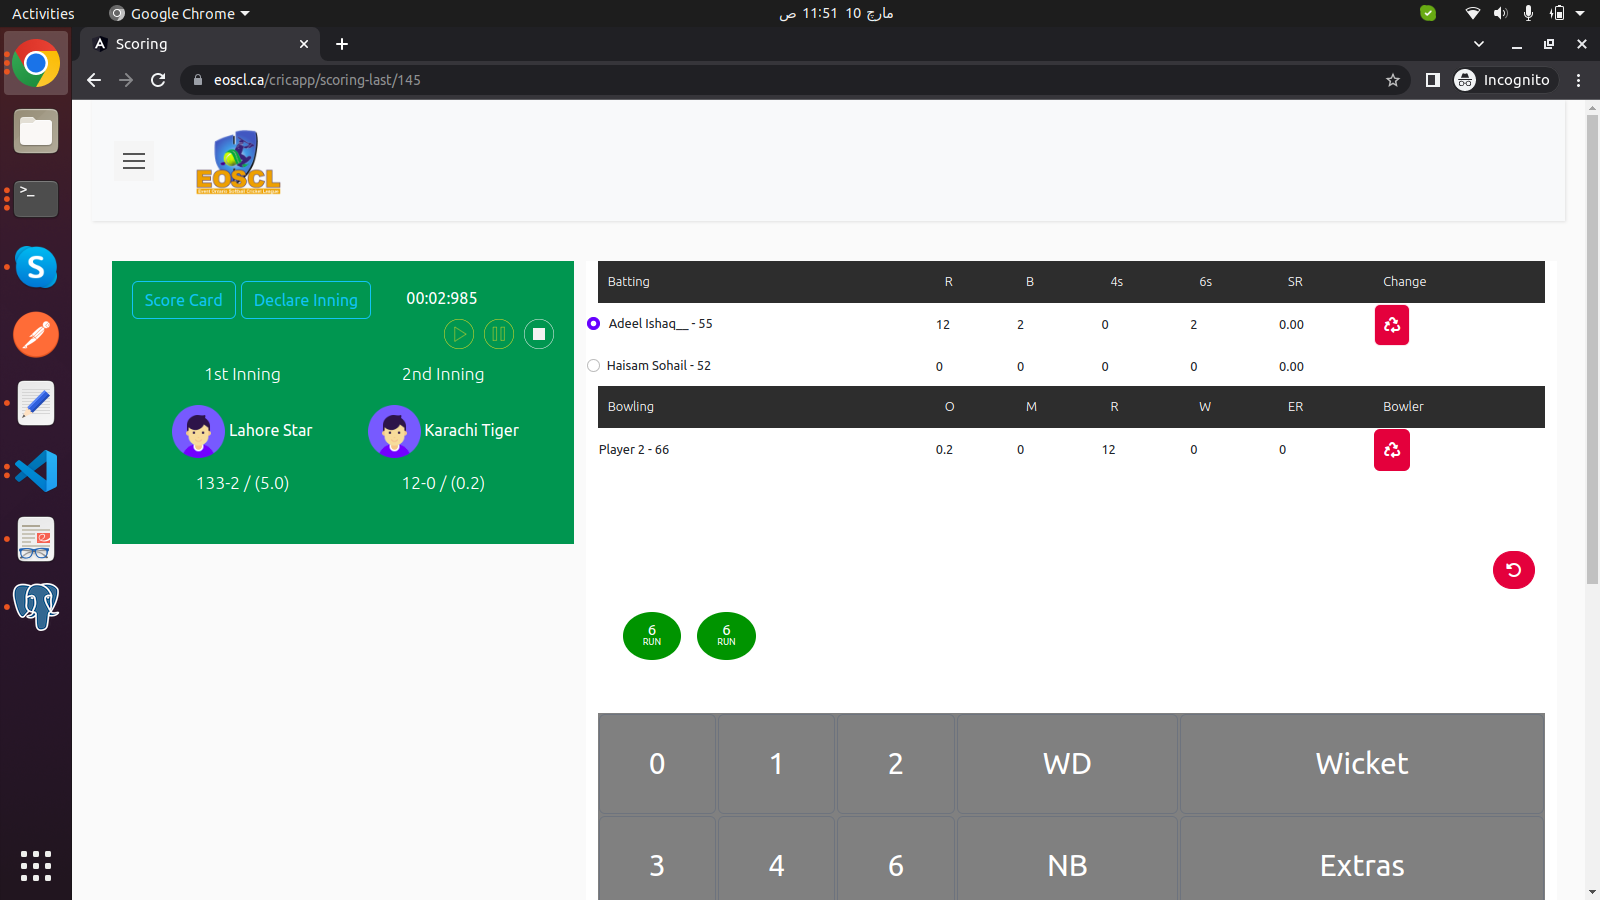 Activities
Google Chrome
مارچ 10 11:51 ص
Scoring
eoscl.ca/cricapp/scoring-last/145
Incognito
EOSCL
Score Card
Declare Inning
00:02:985
1st Inning
2nd Inning
Lahore Star
Karachi Tiger
133-2 / (5.0)
12-0 / (0.2)
Batting R B 4s 6s SR Change
Adeel Ishaq__ - 55 12 2 0 2 0.00
Haisam Sohail - 52 0 0 0 0 0.00
Bowling O M R W ER Bowler
Player 2 - 66 0.2 0 12 0 0
6
RUN
6
RUN
0 1 2 WD Wicket
3 4 6 NB Extras